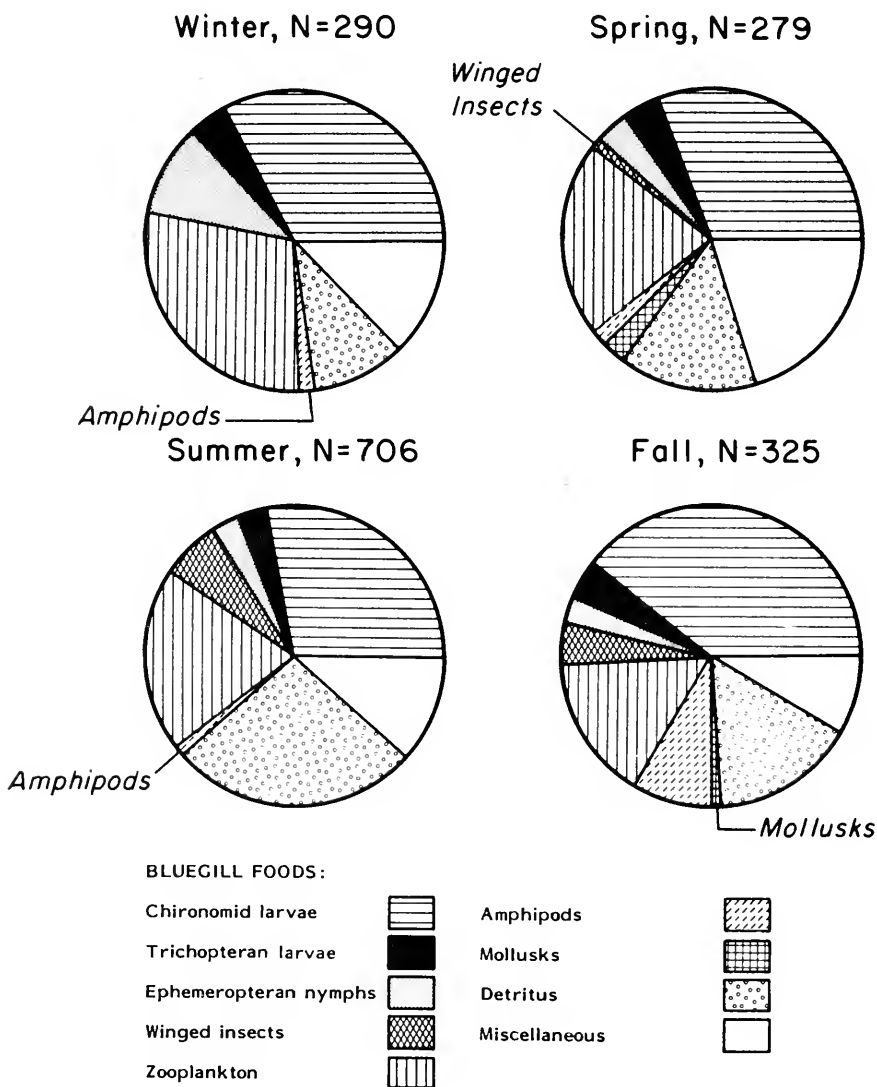 Winter, N=290
Spring, N=279
Winged
Insects
Amphipods
Summer, N=706
Fall, N=325
Amphipods
Mollusks
BLUEGILL FOODS:
Chironomid larvae
Trichopteran larvae
Ephemeropteran nymphs
Winged insects
Zooplankton
Amphipods
Mollusks
Detritus
Miscellaneous